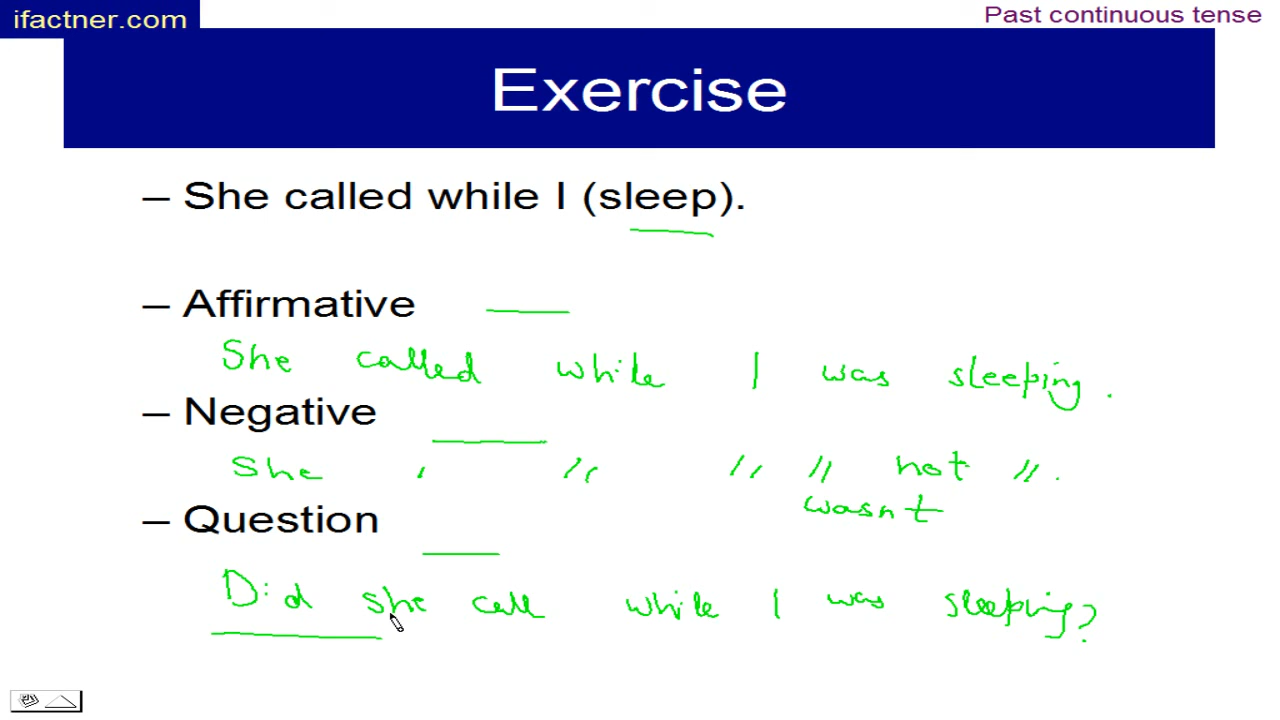 ifactner.com
Past continuous tense
Exercise
– She called while I (sleep).
– Affirmative
She called while I was sleeping.
– Negative
She ' '' '' '' not ''.
wasnt
– Question
Did she call while I was sleeping?